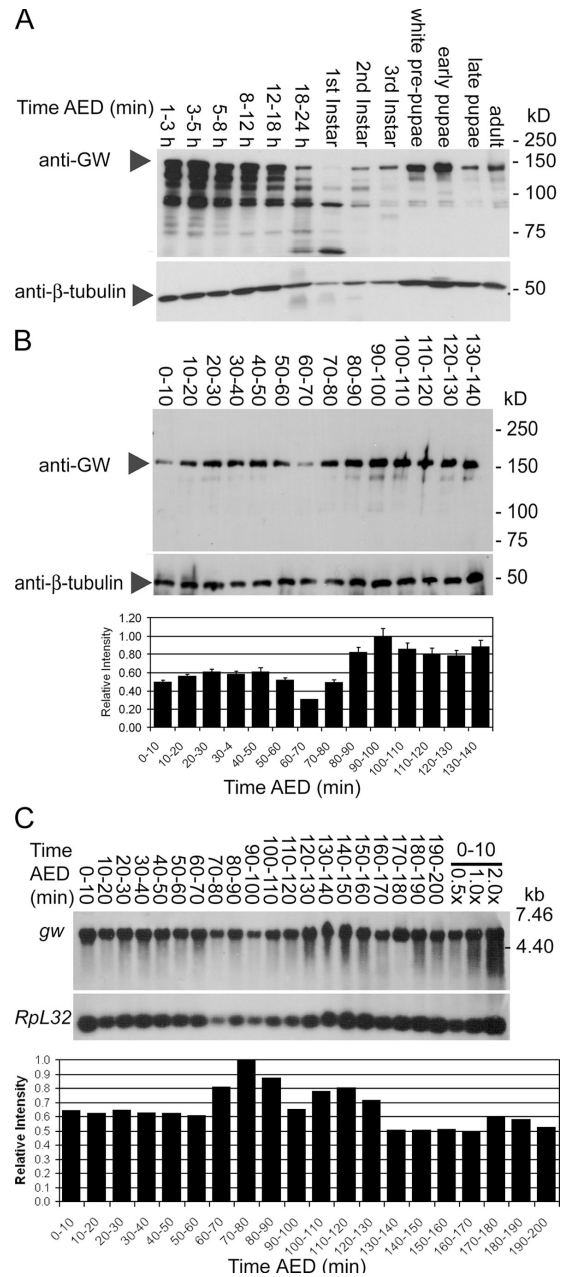 A
Time AED (min)
1-3 h
3-5 h
5-8 h
8-12 h
12-18 h
18-24 h
1st Instar
2nd Instar
3rd Instar
white pre-pupae
early pupae
late pupae
adult
kD
- 250
anti-GW
- 150
- 100
- 75
anti-β-tubulin
- 50
B
0-10
10-20
20-30
30-40
40-50
50-60
60-70
70-80
80-90
90-100
100-110
110-120
120-130
130-140
kD
- 250
anti-GW
- 150
- 100
- 75
anti-β-tubulin
- 50
Relative Intensity
1.20
1.00
0.80
0.60
0.40
0.20
0.00
0-10
10-20
20-30
30-4
40-50
50-60
60-70
70-80
80-90
90-100
100-110
110-120
120-130
130-140
Time AED (min)
C
Time AED (min)
0-10
10-20
20-30
30-40
40-50
50-60
60-70
70-80
80-90
90-100
100-110
110-120
120-130
130-140
140-150
150-160
160-170
170-180
180-190
190-200
0-10
0.5x
1.0x
2.0x
kb
7.46
gw
- 4.40
RpL32
Relative Intensity
1.0
0.9
0.8
0.7
0.6
0.5
0.4
0.3
0.2
0.1
0.0
0-10
10-20
20-30
30-40
40-50
50-60
60-70
70-80
80-90
90-100
100-110
110-120
120-130
130-140
140-150
150-160
160-170
170-180
180-190
190-200
Time AED (min)